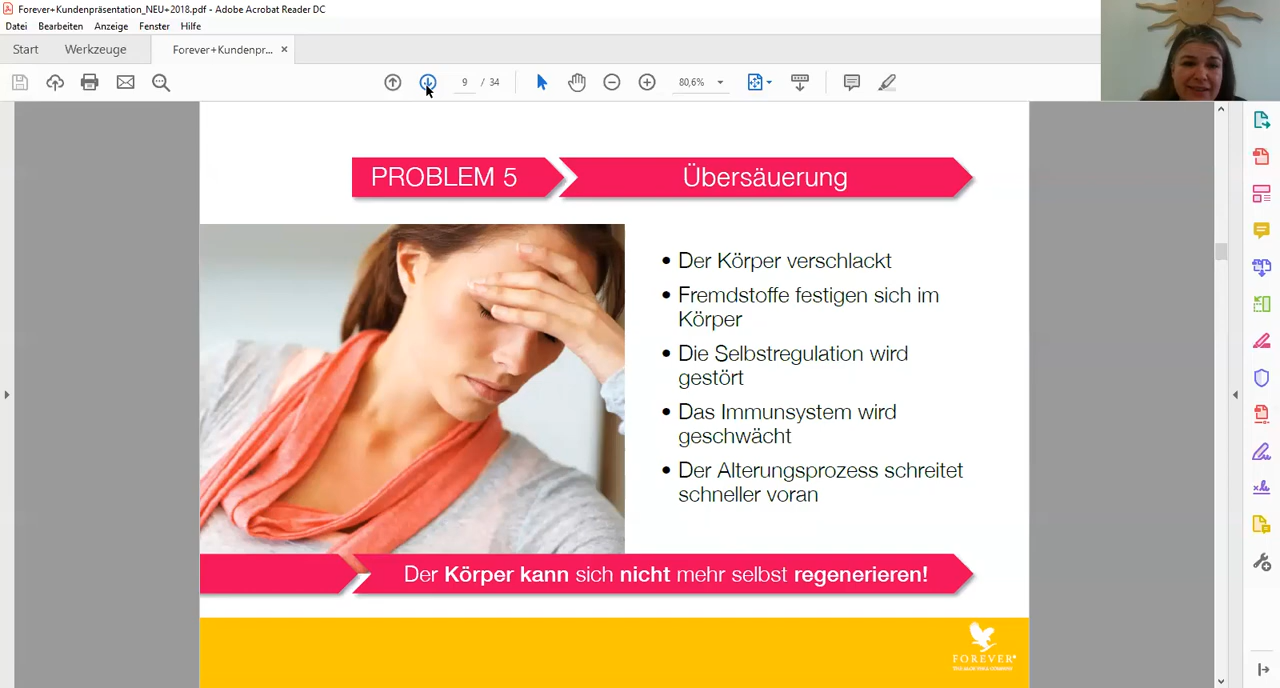 Forever+Kundenpräsentation_NEU+2018.pdf - Adobe Acrobat Reader DC
Datei Bearbeiten Anzeige Fenster Hilfe
Start Werkzeuge Forever+Kundenpr... ×
9 / 34 80,6%
PROBLEM 5 Übersäuerung
• Der Körper verschlackt
• Fremdstoffe festigen sich im
Körper
• Die Selbstregulation wird
gestört
• Das Immunsystem wird
geschwächt
• Der Alterungsprozess schreitet
schneller voran
Der Körper kann sich nicht mehr selbst regenerieren!
FOREVER